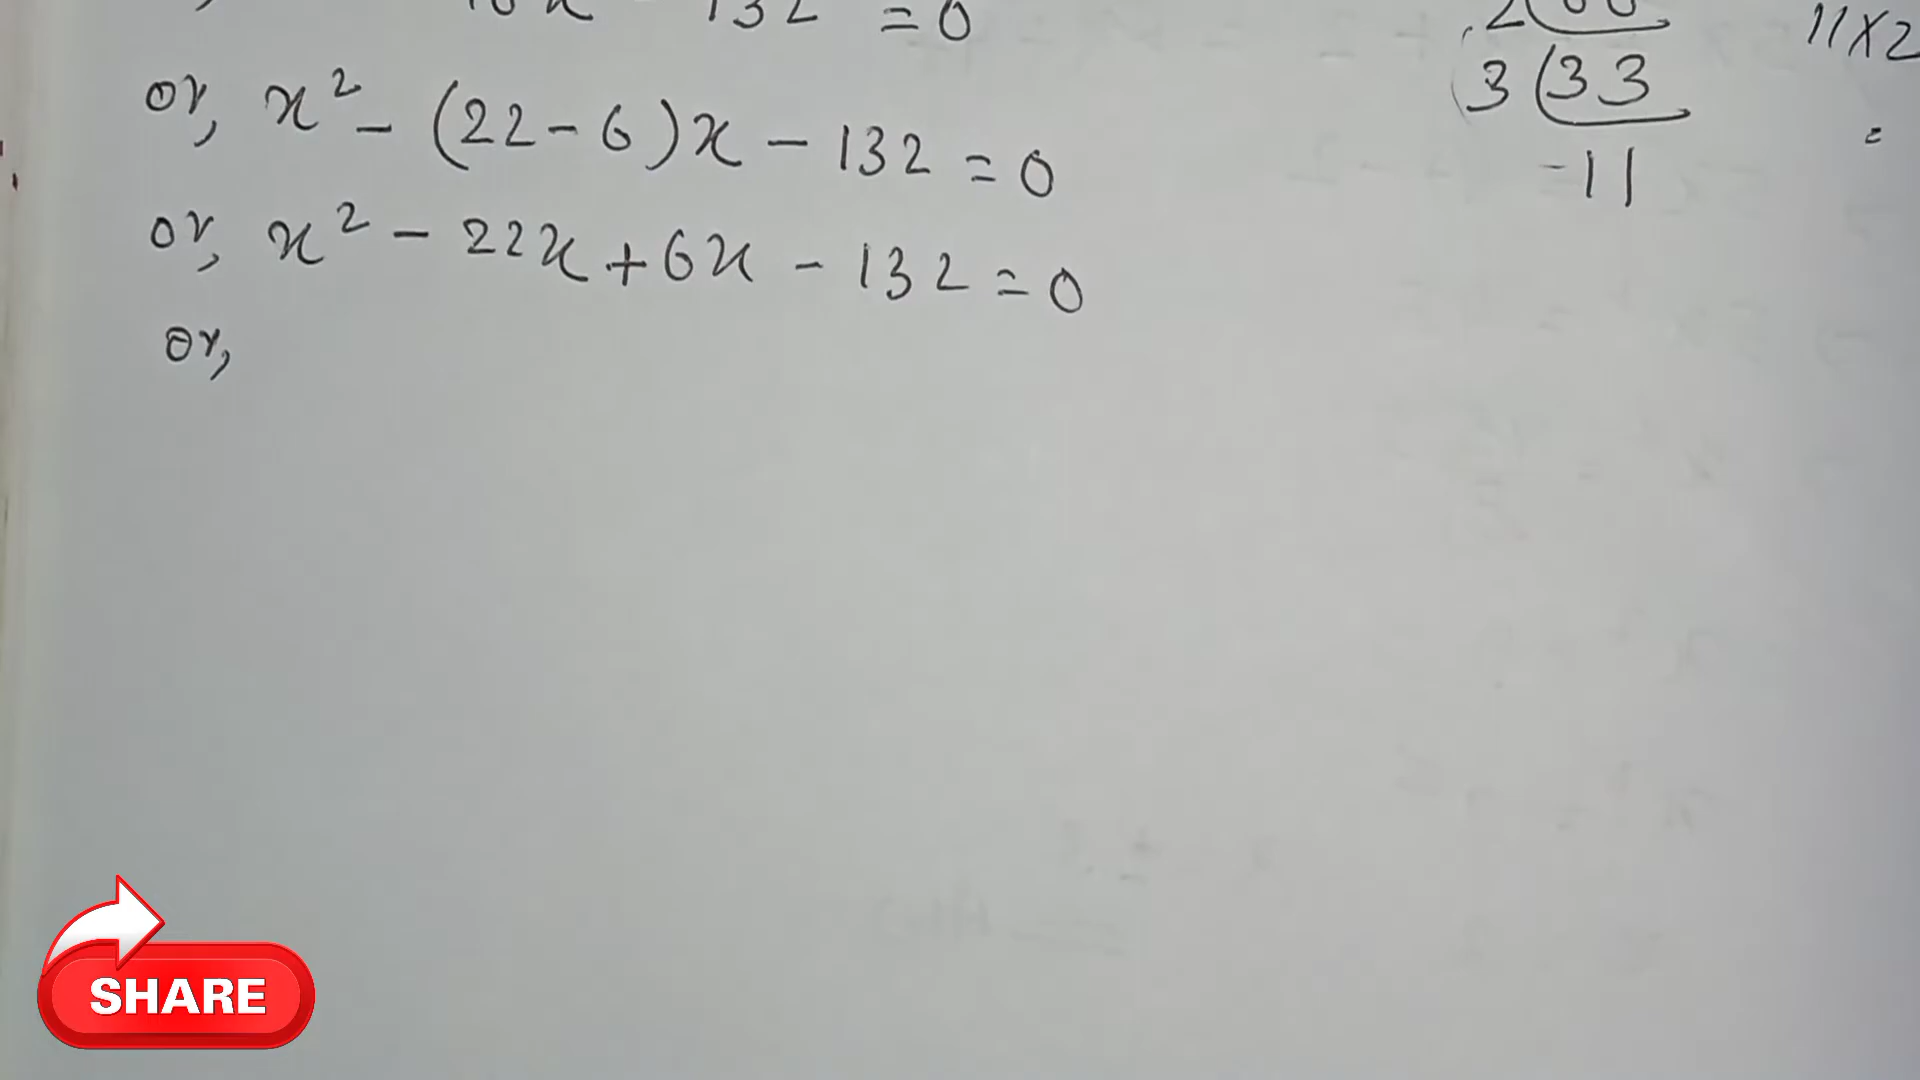 or, x² - (22-6)x - 132 = 0
or, x² - 22x + 6x - 132 = 0
or,
3 (33
-11
11×2
=
SHARE